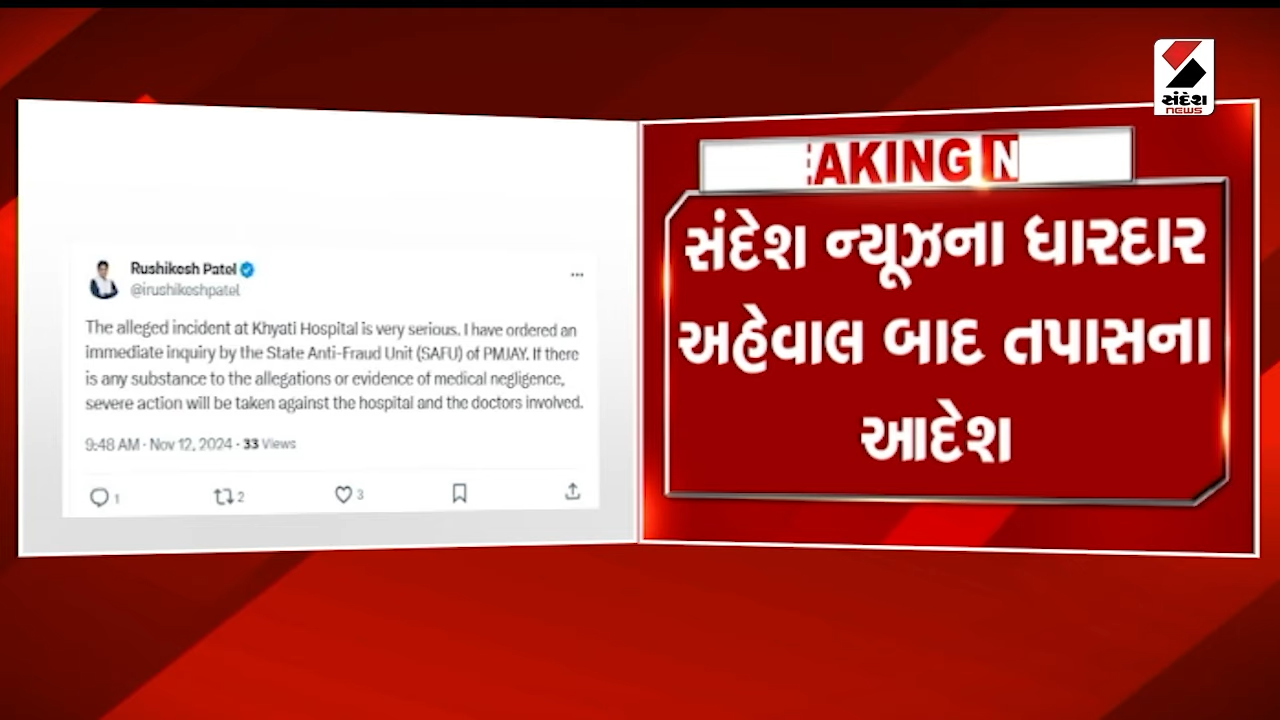 સંદેશ
NEWS
AKING N
Rushikesh Patel
@irushikeshpatel
The alleged incident at Khyati Hospital is very serious. I have ordered an
immediate inquiry by the State Anti-Fraud Unit (SAFU) of PMJAY. If there
is any substance to the allegations or evidence of medical negligence,
severe action will be taken against the hospital and the doctors involved.
9:48 AM · Nov 12, 2024 · 33 Views
1 2 3
સંદેશ ન્યૂઝના ધારદાર
અહેવાલ બાદ તપાસના
આદેશ